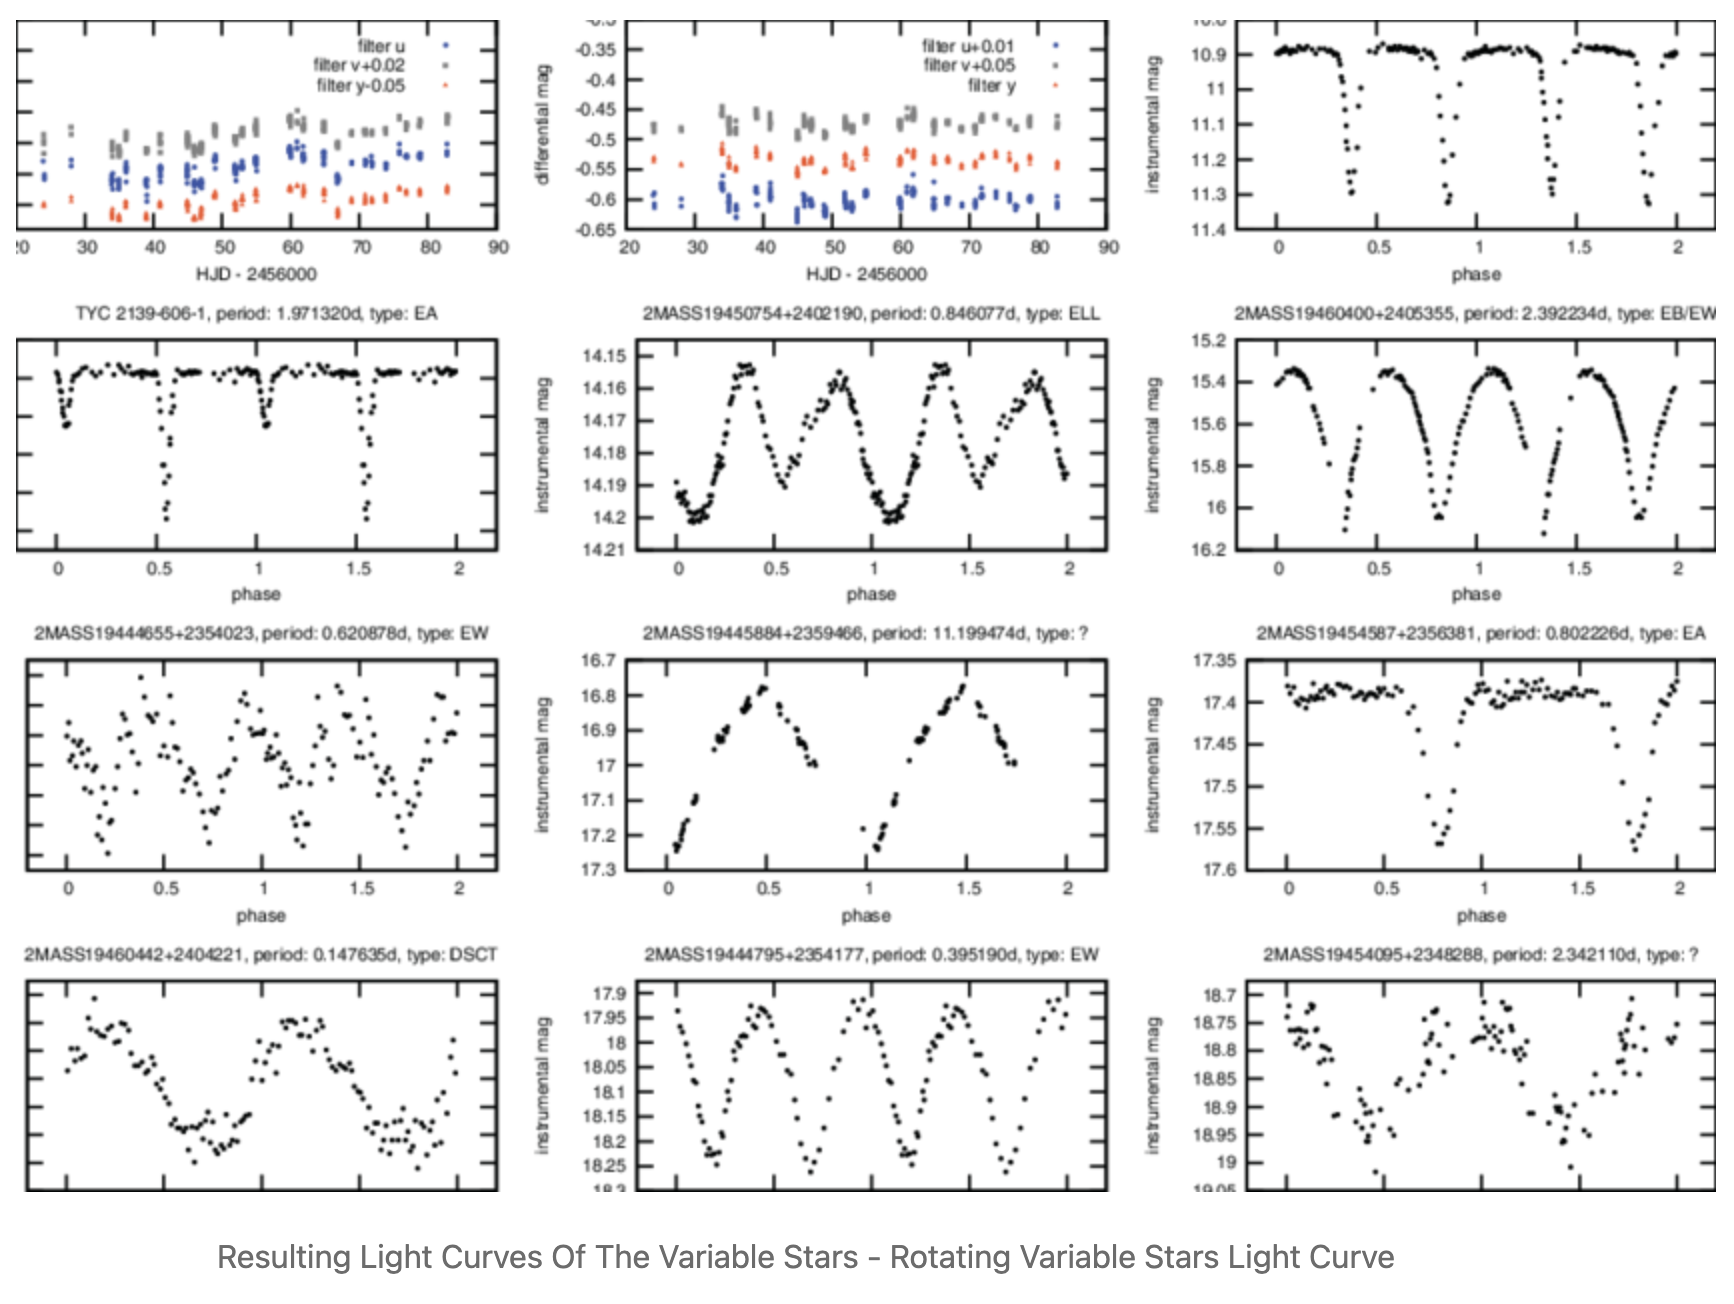 filter u
filter v+0.02
filter y-0.05
20 30 40 50 60 70 80 90
HJD - 2456000
differential mag
filter u+0.01
filter v+0.05
filter y
-0.35
-0.4
-0.45
-0.5
-0.55
-0.6
-0.65
20 30 40 50 60 70 80 90
HJD - 2456000
instrumental mag
10.9
11
11.1
11.2
11.3
11.4
0 0.5 1 1.5 2
phase
TYC 2139-606-1, period: 1.971320d, type: EA
0 0.5 1 1.5 2
phase
2MASS19450754+2402190, period: 0.846077d, type: ELL
instrumental mag
14.15
14.16
14.17
14.18
14.19
14.2
14.21
0 0.5 1 1.5 2
phase
2MASS19460400+2405355, period: 2.392234d, type: EB/EW
instrumental mag
15.2
15.4
15.6
15.8
16
16.2
0 0.5 1 1.5 2
phase
2MASS19444655+2354023, period: 0.620878d, type: EW
0 0.5 1 1.5 2
phase
2MASS19445884+2359466, period: 11.199474d, type: ?
instrumental mag
16.7
16.8
16.9
17
17.1
17.2
17.3
0 0.5 1 1.5 2
phase
2MASS19454587+2356381, period: 0.802226d, type: EA
instrumental mag
17.35
17.4
17.45
17.5
17.55
17.6
0 0.5 1 1.5 2
phase
2MASS19460442+2404221, period: 0.147635d, type: DSCT
2MASS19444795+2354177, period: 0.395190d, type: EW
instrumental mag
17.9
17.95
18
18.05
18.1
18.15
18.2
18.25
18.3
2MASS19454095+2348288, period: 2.342110d, type: ?
instrumental mag
18.7
18.75
18.8
18.85
18.9
18.95
19
19.05
Resulting Light Curves Of The Variable Stars - Rotating Variable Stars Light Curve